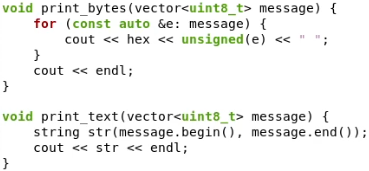 void print_bytes(vector<uint8_t> message) {
    for (const auto &e: message) {
        cout << hex << unsigned(e) << " ";
    }
    cout << endl;
}

void print_text(vector<uint8_t> message) {
    string str(message.begin(), message.end());
    cout << str << endl;
}